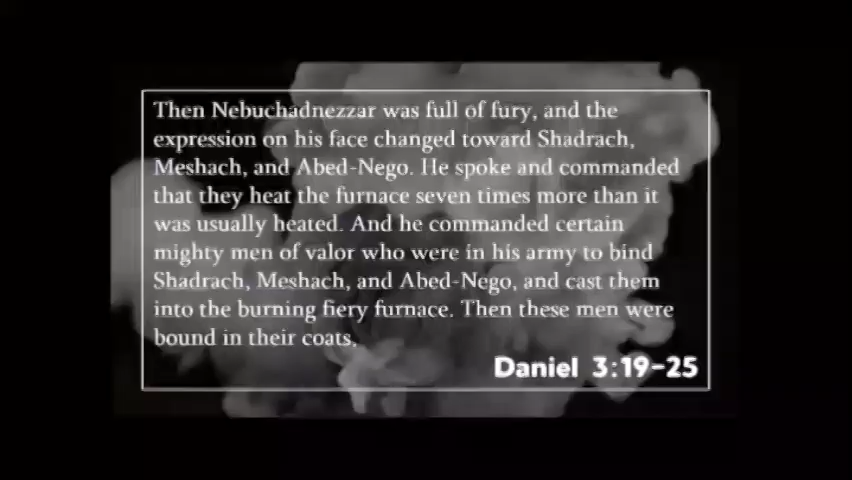 Then Nebuchadnezzar was full of fury, and the
expression on his face changed toward Shadrach,
Meshach, and Abed-Nego. He spoke and commanded
that they heat the furnace seven times more than it
was usually heated. And he commanded certain
mighty men of valor who were in his army to bind
Shadrach, Meshach, and Abed-Nego, and cast them
into the burning fiery furnace. Then these men were
bound in their coats,
Daniel 3:19-25